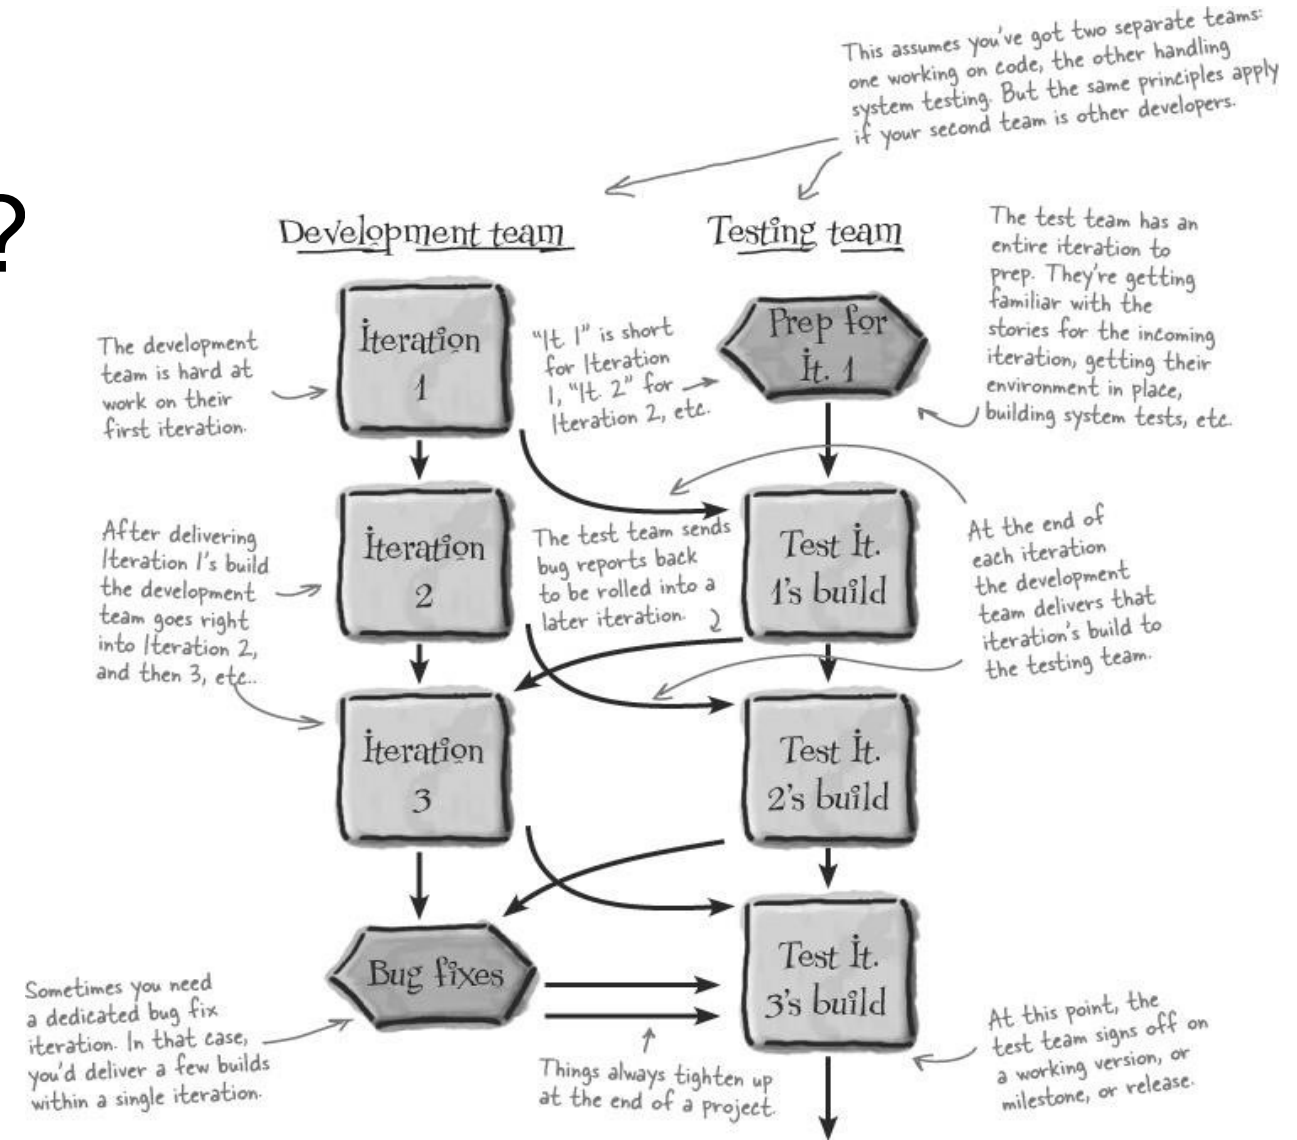 This assumes you've got two separate teams:
one working on code, the other handling
system testing. But the same principles apply
if your second team is other developers.
?
Development team
Testing team
The test team has an
entire iteration to
prep. They're getting
familiar with the
stories for the incoming
iteration, getting their
environment in place,
building system tests, etc.
Iteration
1
"It 1" is short
for Iteration
1, "It. 2" for
Iteration 2, etc.
Prep for
It. 1
The development
team is hard at
work on their
first iteration.
Iteration
2
The test team sends
bug reports back
to be rolled into a
later iteration.
Test It.
1's build
At the end of
each iteration
the development
team delivers that
iteration's build to
the testing team.
After delivering
Iteration 1's build
the development
team goes right
into Iteration 2,
and then 3, etc..
Iteration
3
Test It.
2's build
Bug fixes
Test It.
3's build
Sometimes you need
a dedicated bug fix
iteration. In that case,
you'd deliver a few builds
within a single iteration.
Things always tighten up
at the end of a project.
At this point, the
test team signs off on
a working version, or
milestone, or release.